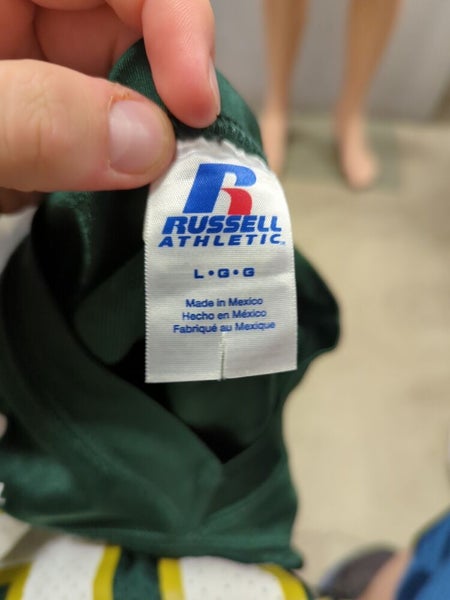 RUSSELL
ATHLETIC
L•G•G
Made in Mexico
Hecho en México
Fabriqué au Mexique